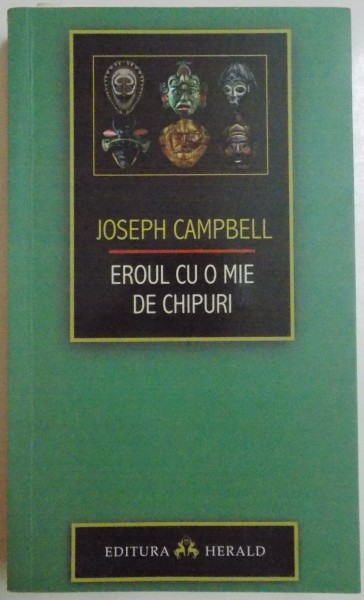 JOSEPH CAMPBELL
EROUL CU O MIE
DE CHIPURI
EDITURA HERALD